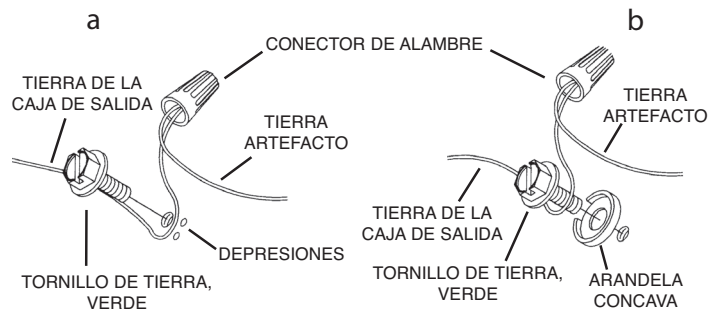 a
b
CONECTOR DE ALAMBRE
TIERRA DE LA
CAJA DE SALIDA
TIERRA
ARTEFACTO
DEPRESIONES
TORNILLO DE TIERRA,
VERDE
TIERRA
ARTEFACTO
TIERRA DE LA
CAJA DE SALIDA
TORNILLO DE TIERRA,
VERDE
ARANDELA
CONCAVA